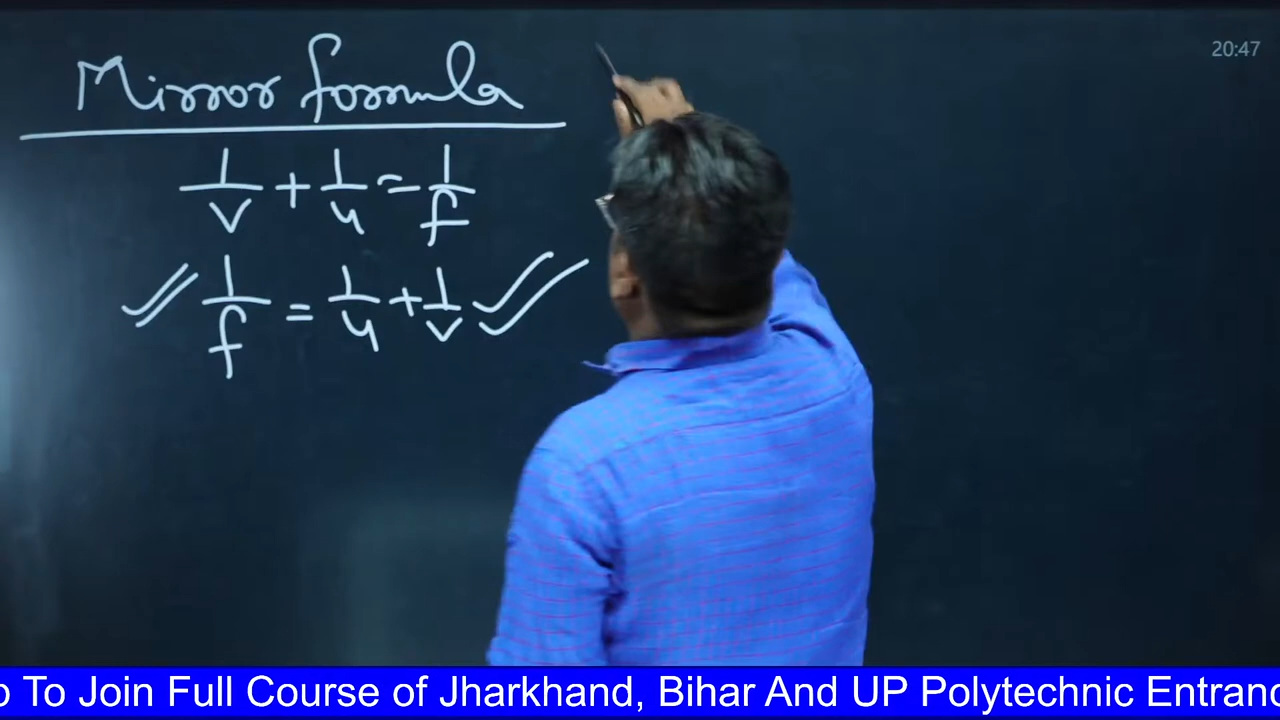 Mirror formula
20:47
1/v + 1/u = 1/f
1/f = 1/u + 1/v
To Join Full Course of Jharkhand, Bihar And UP Polytechnic